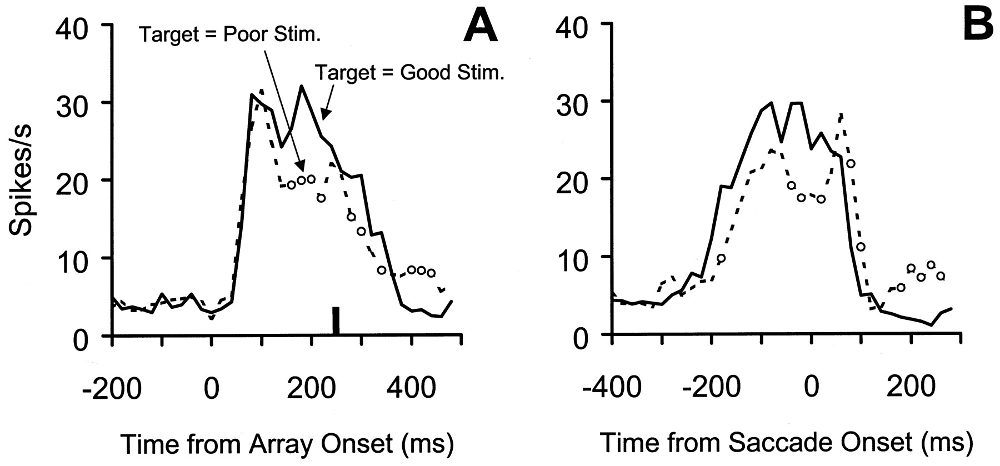 A
Target = Poor Stim.
Target = Good Stim.
Spikes/s
40
30
20
10
0
-200 0 200 400
Time from Array Onset (ms)
B
40
30
20
10
0
-400 -200 0 200
Time from Saccade Onset (ms)